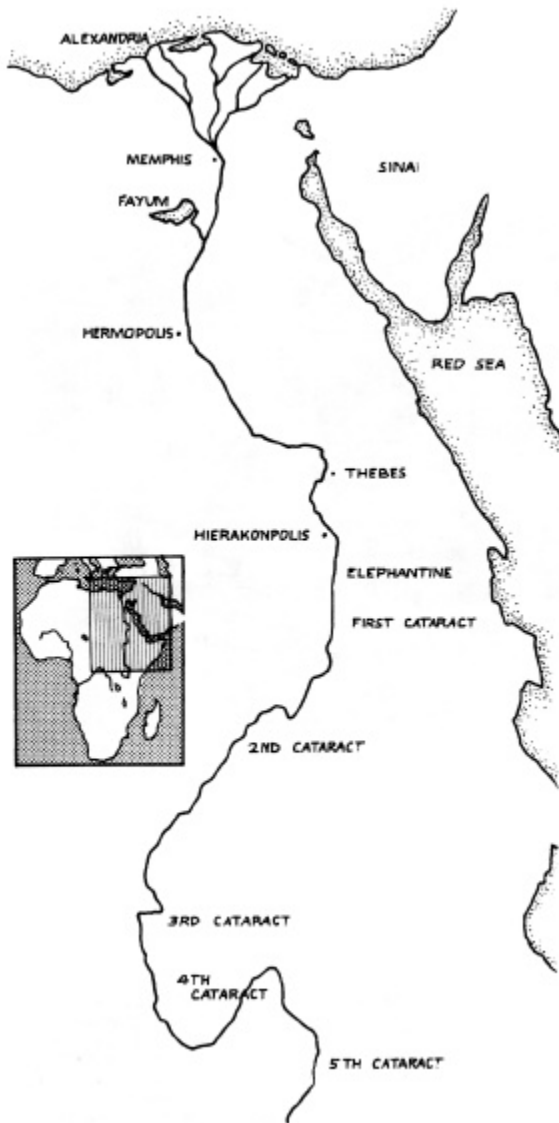 ALEXANDRIA
MEMPHIS
SINAI
FAYUM
HERMOPOLIS
RED SEA
THEBES
HIERAKONPOLIS
ELEPHANTINE
FIRST CATARACT
2ND CATARACT
3RD CATARACT
4TH
CATARACT
5TH CATARACT